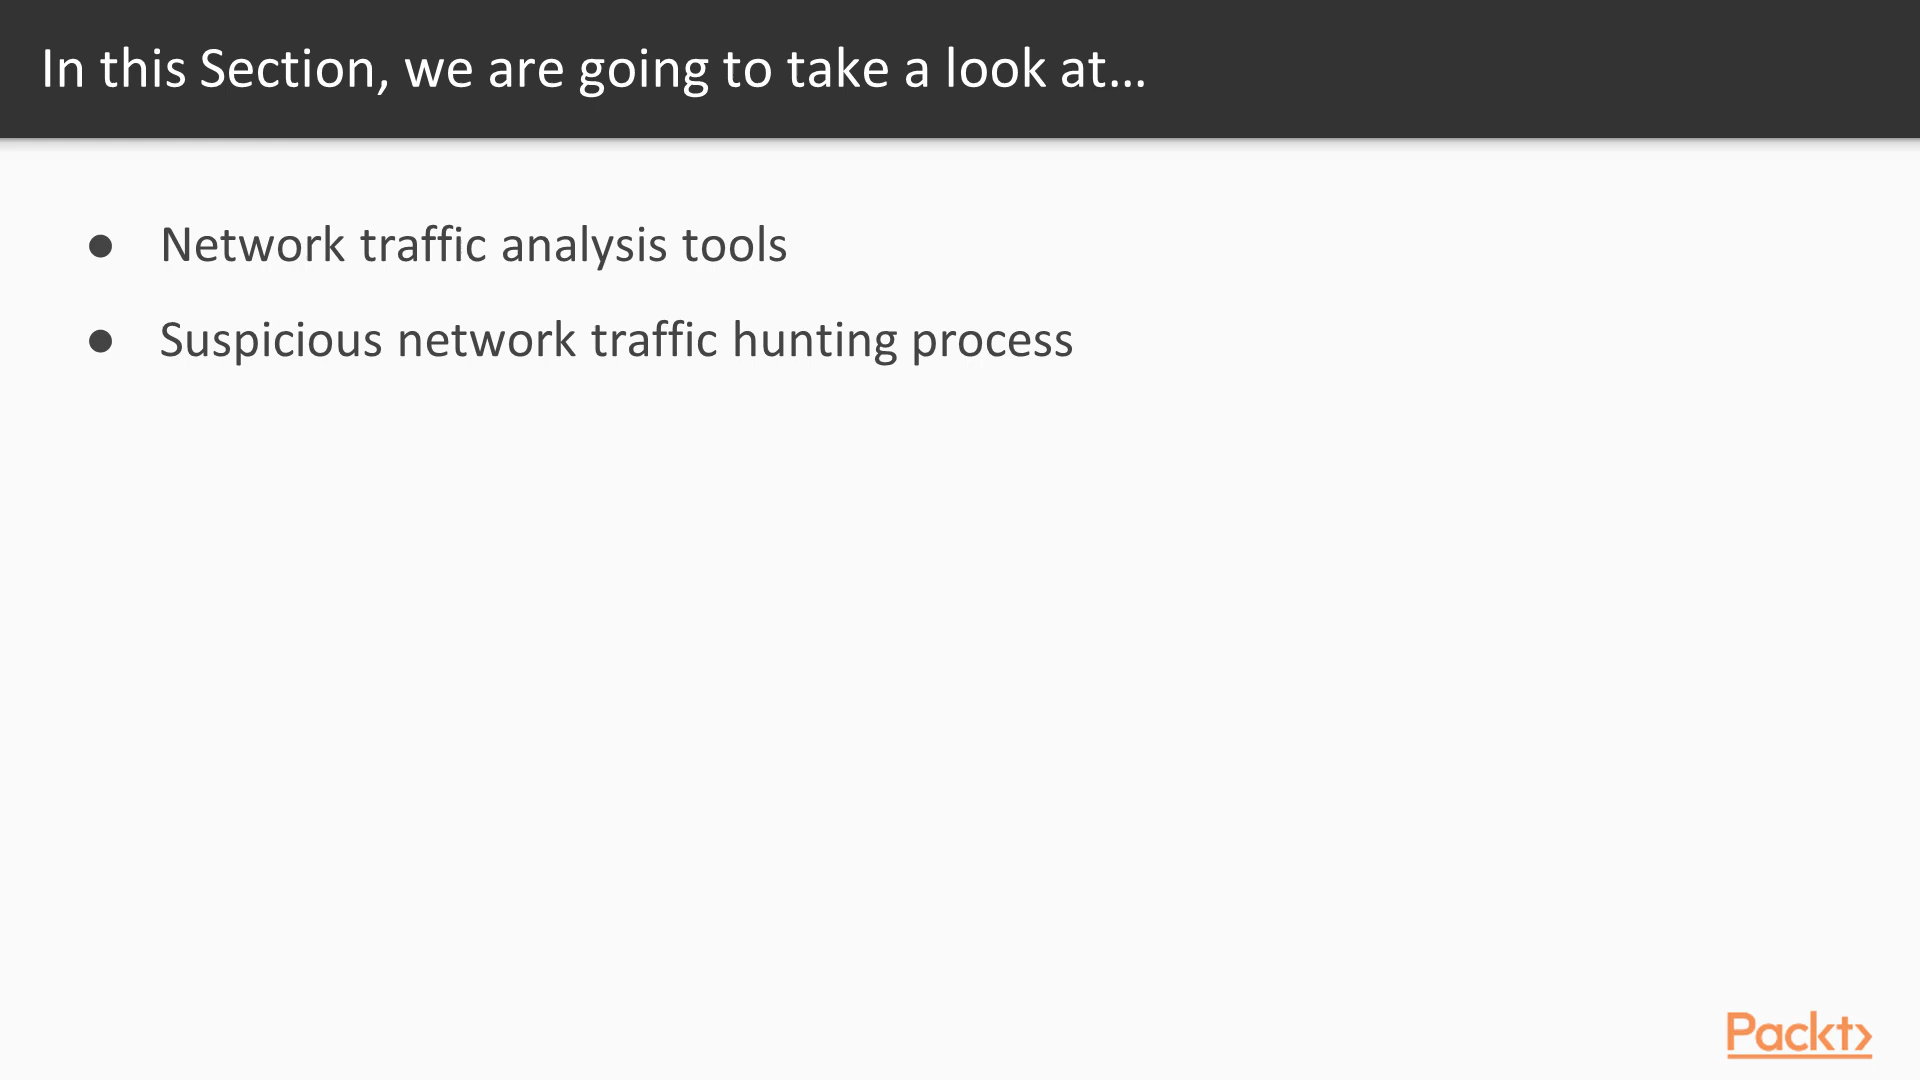 In this Section, we are going to take a look at...
● Network traffic analysis tools
● Suspicious network traffic hunting process
Packt>